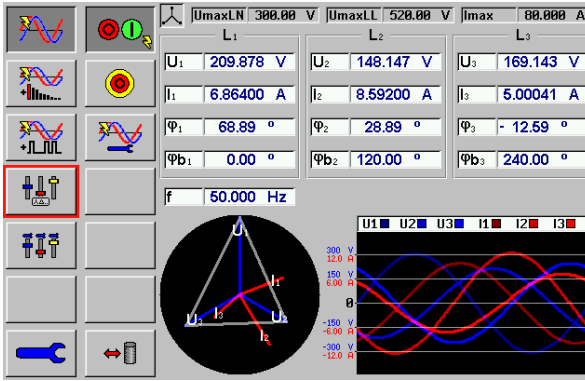 UmaxLN 300.00 V UmaxLL 520.00 V Imax 80.000 A
L1 L2 L3
U1 209.878 V U2 148.147 V U3 169.143 V
I1 6.86400 A I2 8.59200 A I3 5.00041 A
φ1 68.89 º φ2 28.89 º φ3 - 12.59 º
φb1 0.00 º φb2 120.00 º φb3 240.00 º
f 50.000 Hz
U1 U2 U3 I1 I2 I3
U1
I1
U3 I3 U2
I2
300 V
12.0 A
150 V
6.00 A
0
-150 V
-6.00 A
-300 V
-12.0 A